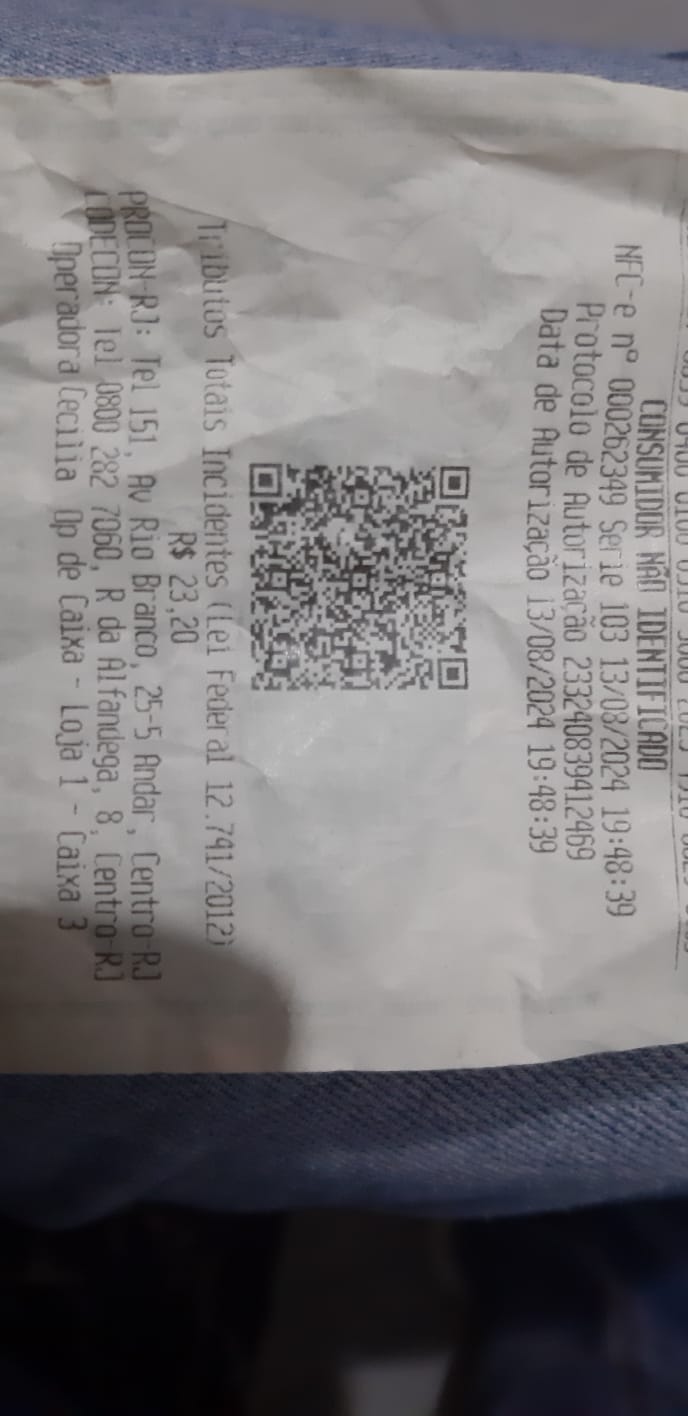 CONSUMIDOR NÃO IDENTIFICADO
NFC-e nº 000262349 Serie 103 13/08/2024 19:48:39
Protocolo de Autorização 233240839412469
Data de Autorização 13/08/2024 19:48:39
Tributos Totais Incidentes (Lei Federal 12.741/2012)
R$ 23,20
PROCON-RJ: Tel 151, Av Rio Branco, 25-5 Andar, Centro-RJ
CODECON: Tel 0800 282 7060, R da Alfandega, 8, Centro-RJ
Operadora Cecilia Op de Caixa - Loja 1 - Caixa 3